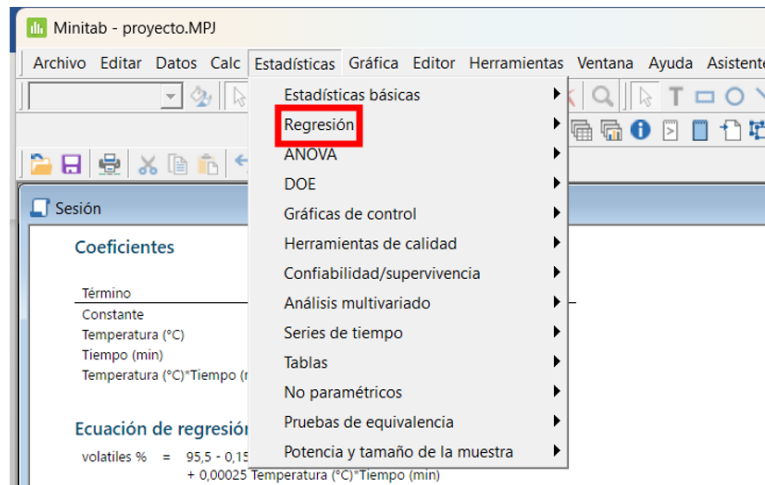 Minitab - proyecto.MPJ
Archivo Editar Datos Calc Estadísticas Gráfica Editor Herramientas Ventana Ayuda Asistente
Estadísticas básicas
Regresión
ANOVA
DOE
Gráficas de control
Herramientas de calidad
Confiabilidad/supervivencia
Análisis multivariado
Series de tiempo
Tablas
No paramétricos
Pruebas de equivalencia
Potencia y tamaño de la muestra
Sesión
Coeficientes
Término
Constante
Temperatura (°C)
Tiempo (min)
Temperatura (°C)*Tiempo (
Ecuación de regresión
volatiles % = 95,5 - 0,15
+ 0,00025 Temperatura (°C)*Tiempo (min)